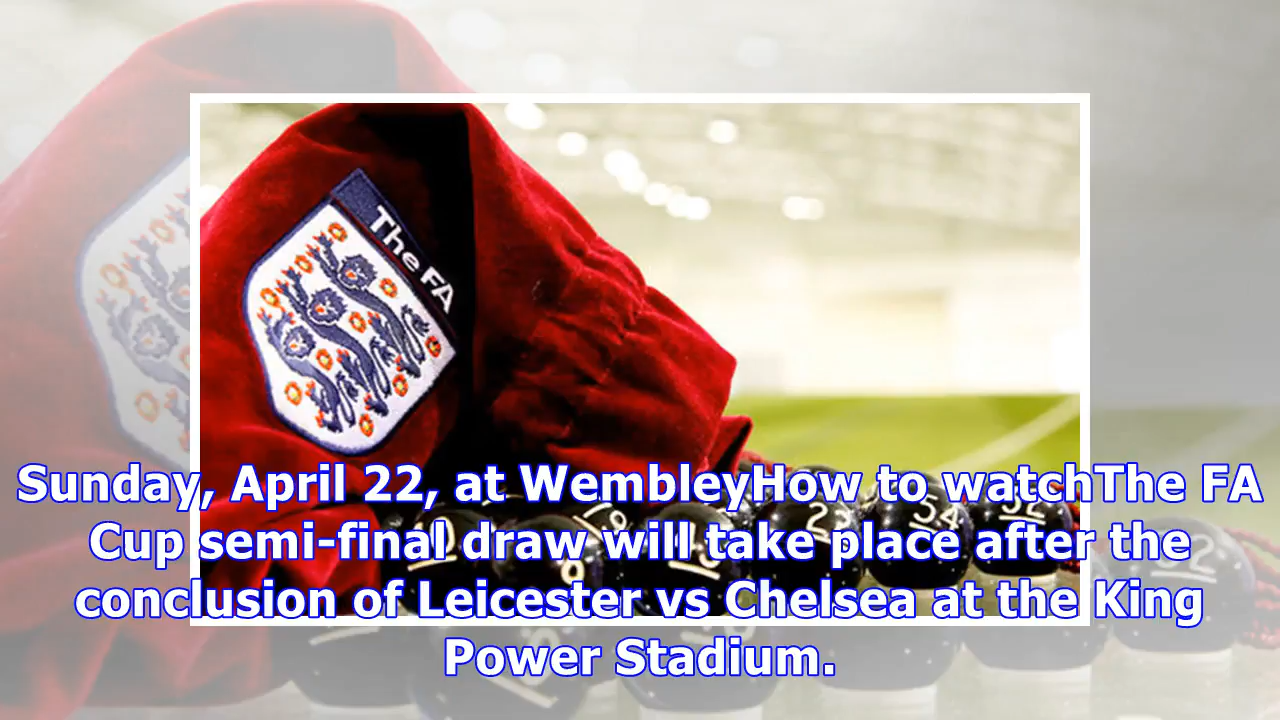 The FA
Sunday, April 22, at WembleyHow to watchThe FA
Cup semi-final draw will take place after the
conclusion of Leicester vs Chelsea at the King
Power Stadium.